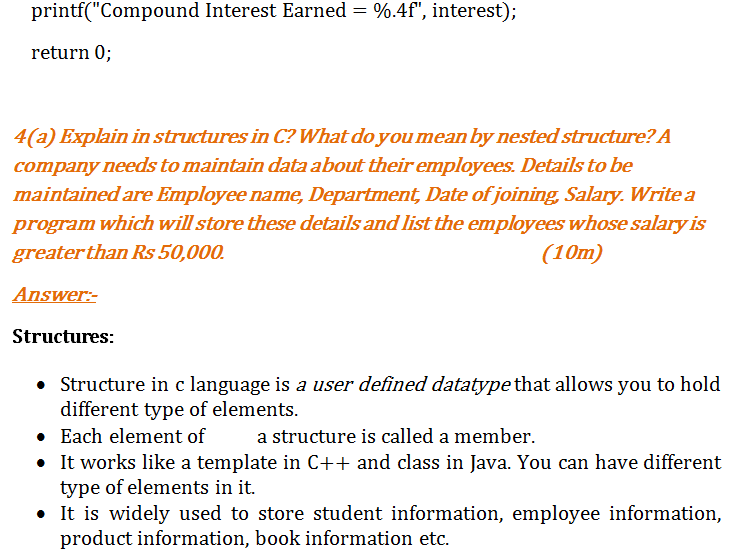 printf("Compound Interest Earned = %.4f", interest);
return 0;
4(a) Explain in structures in C? What do you mean by nested structure? A
company needs to maintain data about their employees. Details to be
maintained are Employee name, Department, Date of joining, Salary. Write a
program which will store these details and list the employees whose salary is
greater than Rs 50,000. (10m)
Answer:-
Structures:
• Structure in c language is a user defined datatype that allows you to hold
different type of elements.
• Each element of a structure is called a member.
• It works like a template in C++ and class in Java. You can have different
type of elements in it.
• It is widely used to store student information, employee information,
product information, book information etc.